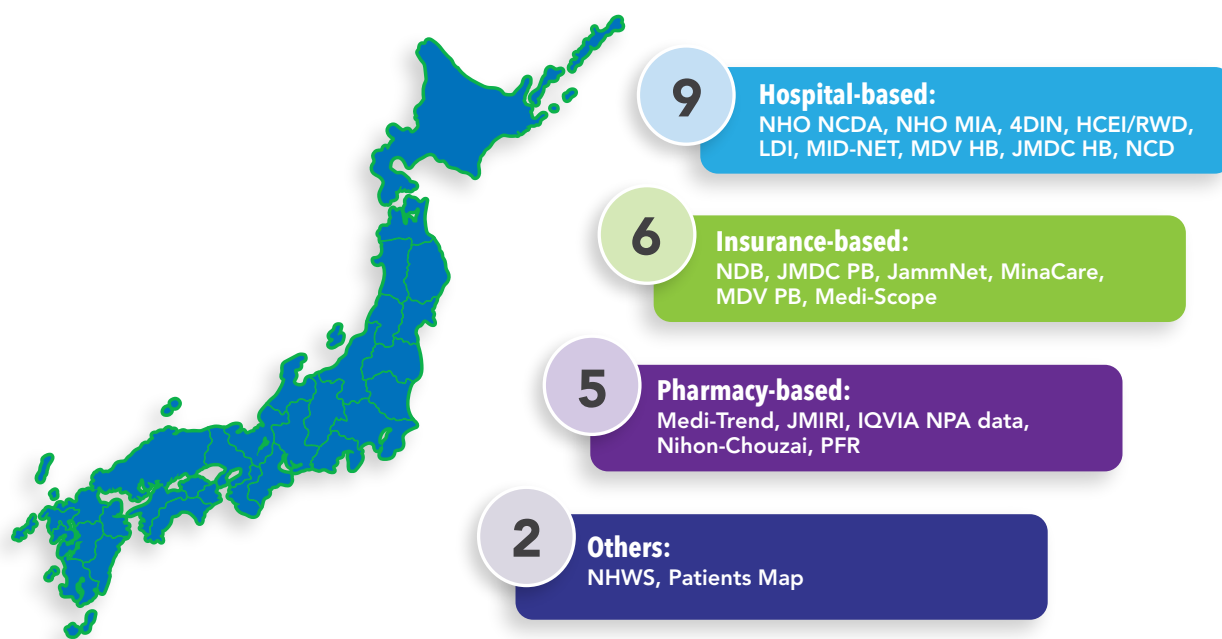 9
Hospital-based:
NHO NCDA, NHO MIA, 4DIN, HCEI/RWD,
LDI, MID-NET, MDV HB, JMDC HB, NCD
6
Insurance-based:
NDB, JMDC PB, JammNet, MinaCare,
MDV PB, Medi-Scope
5
Pharmacy-based:
Medi-Trend, JMIRI, IQVIA NPA data,
Nihon-Chouzai, PFR
2
Others:
NHWS, Patients Map